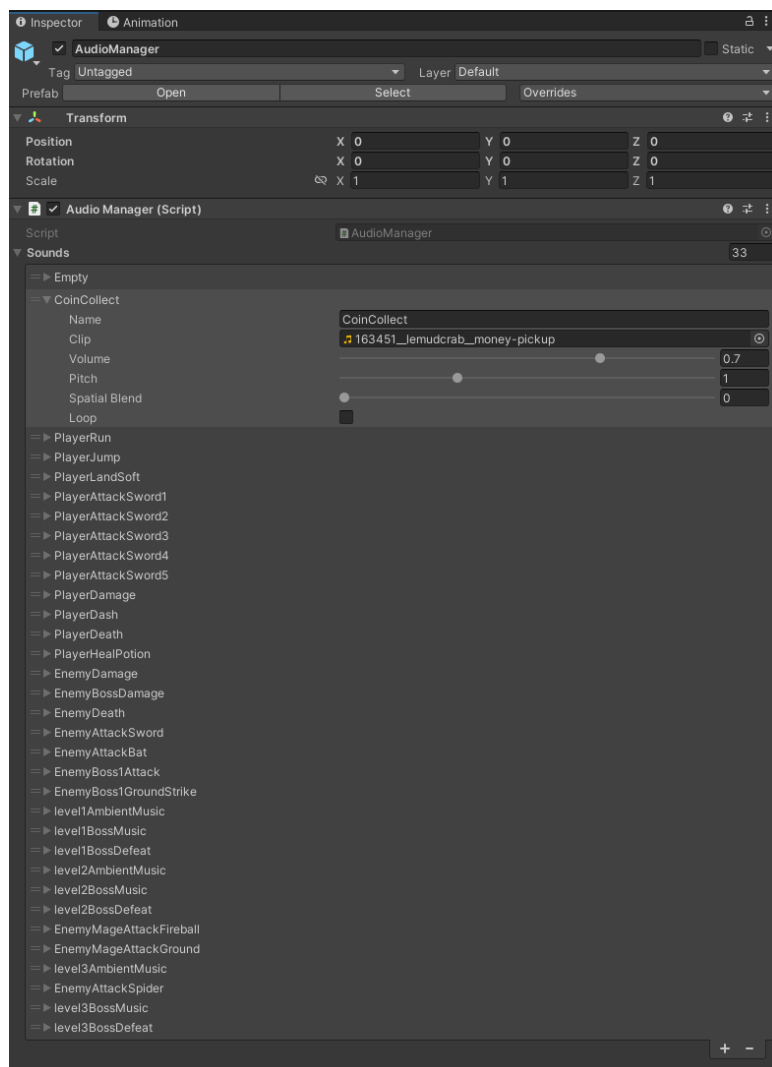 Inspector Animation
AudioManager Static
Tag Untagged Layer Default
Prefab Open Select Overrides
Transform
Position X 0 Y 0 Z 0
Rotation X 0 Y 0 Z 0
Scale X 1 Y 1 Z 1
# Audio Manager (Script)
Script # AudioManager
Sounds 33
Empty
CoinCollect
Name CoinCollect
Clip 163451__lemudcrab__money-pickup
Volume 0.7
Pitch 1
Spatial Blend 0
Loop
PlayerRun
PlayerJump
PlayerLandSoft
PlayerAttackSword1
PlayerAttackSword2
PlayerAttackSword3
PlayerAttackSword4
PlayerAttackSword5
PlayerDamage
PlayerDash
PlayerDeath
PlayerHealPotion
EnemyDamage
EnemyBossDamage
EnemyDeath
EnemyAttackSword
EnemyAttackBat
EnemyBoss1Attack
EnemyBoss1GroundStrike
level1AmbientMusic
level1BossMusic
level1BossDefeat
level2AmbientMusic
level2BossMusic
level2BossDefeat
EnemyMageAttackFireball
EnemyMageAttackGround
level3AmbientMusic
EnemyAttackSpider
level3BossMusic
level3BossDefeat
+ -